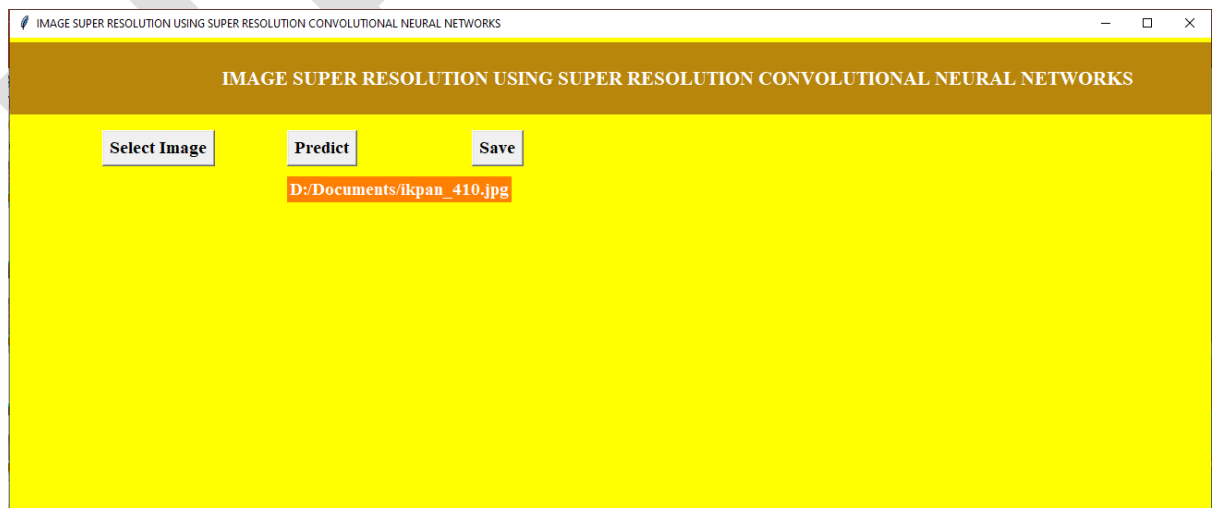 IMAGE SUPER RESOLUTION USING SUPER RESOLUTION CONVOLUTIONAL NEURAL NETWORKS
IMAGE SUPER RESOLUTION USING SUPER RESOLUTION CONVOLUTIONAL NEURAL NETWORKS
Select Image Predict Save
D:/Documents/ikpan_410.jpg